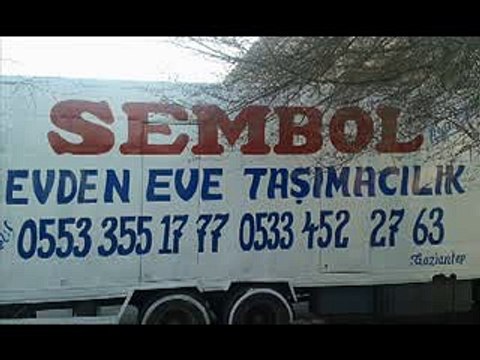 SEMBOL
EVDEN EVE TAŞIMACILIK
0553 355 17 77 0533 452 27 63
Gaziantep